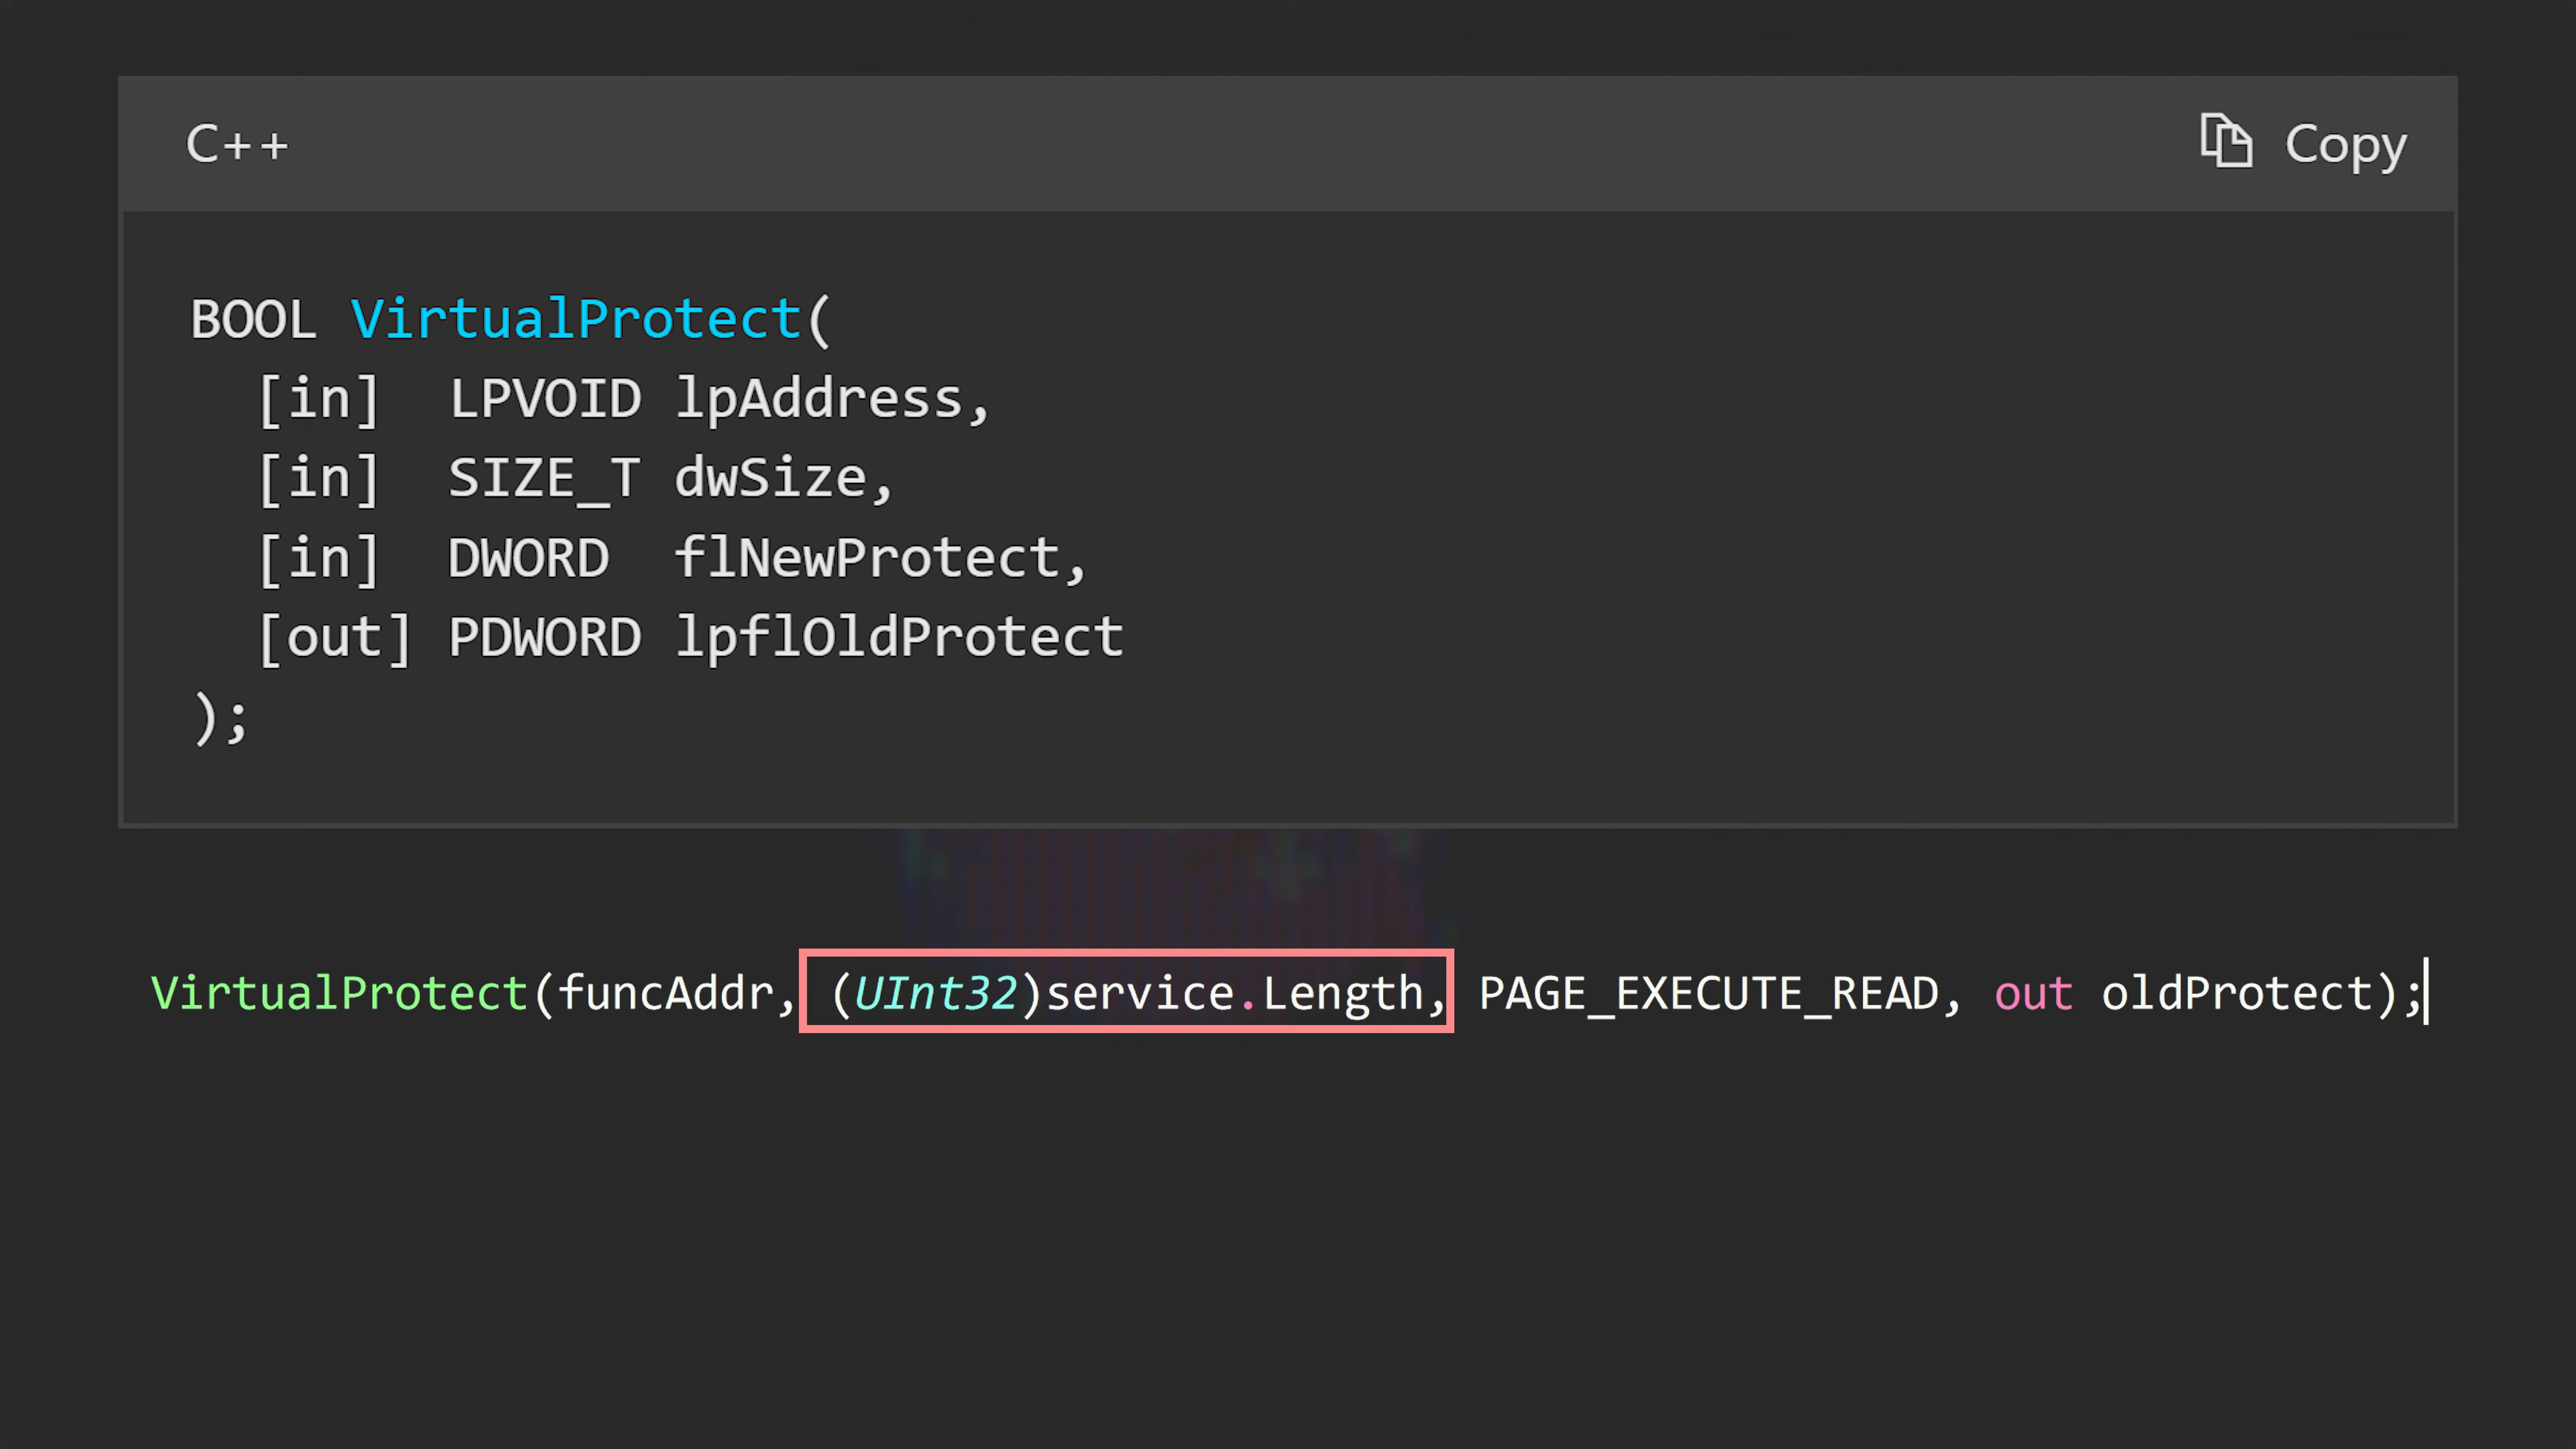 C++
Copy
BOOL VirtualProtect(
  [in]  LPVOID lpAddress,
  [in]  SIZE_T dwSize,
  [in]  DWORD  flNewProtect,
  [out] PDWORD lpflOldProtect
);
VirtualProtect(funcAddr, (UInt32)service.Length, PAGE_EXECUTE_READ, out oldProtect);